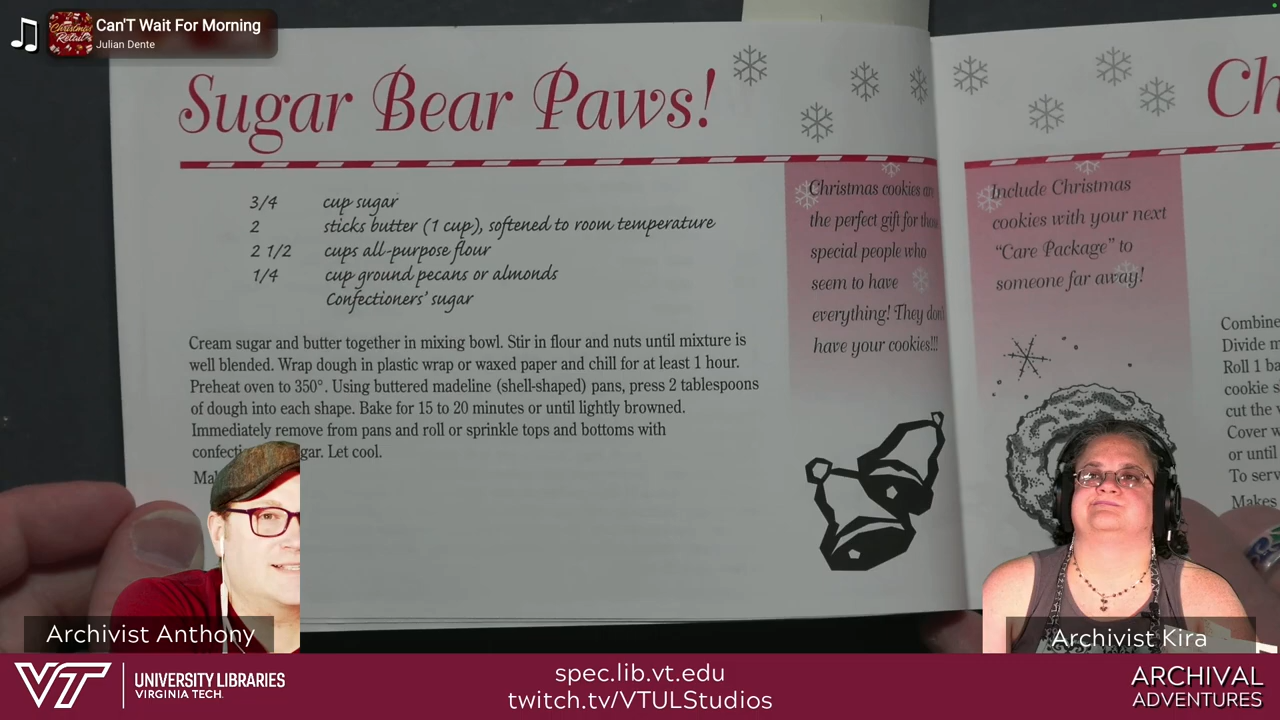 Can'T Wait For Morning
Julian Dente
Sugar Bear Paws!
3/4 cup sugar
2 sticks butter (1 cup), softened to room temperature
2 1/2 cups all-purpose flour
1/4 cup ground pecans or almonds
Confectioners' sugar
Cream sugar and butter together in mixing bowl. Stir in flour and nuts until mixture is
well blended. Wrap dough in plastic wrap or waxed paper and chill for at least 1 hour.
Preheat oven to 350°. Using buttered madeline (shell-shaped) pans, press 2 tablespoons
of dough into each shape. Bake for 15 to 20 minutes or until lightly browned.
Immediately remove from pans and roll or sprinkle tops and bottoms with
Let cool.
Christmas cookies
the perfect gift for
special people who
seem to have
everything! They
have your cookies!!!
Include Christmas
cookies with your next
"Care Package" to
someone far away!
Ch
Combine
Divide
Roll 1
cookie
cut the
Cover
or until
To serv
Makes
Archivist Anthony
Archivist Kira
VT
UNIVERSITY LIBRARIES
VIRGINIA TECH
spec.lib.vt.edu
twitch.tv/VTULStudios
ARCHIVAL
ADVENTURES